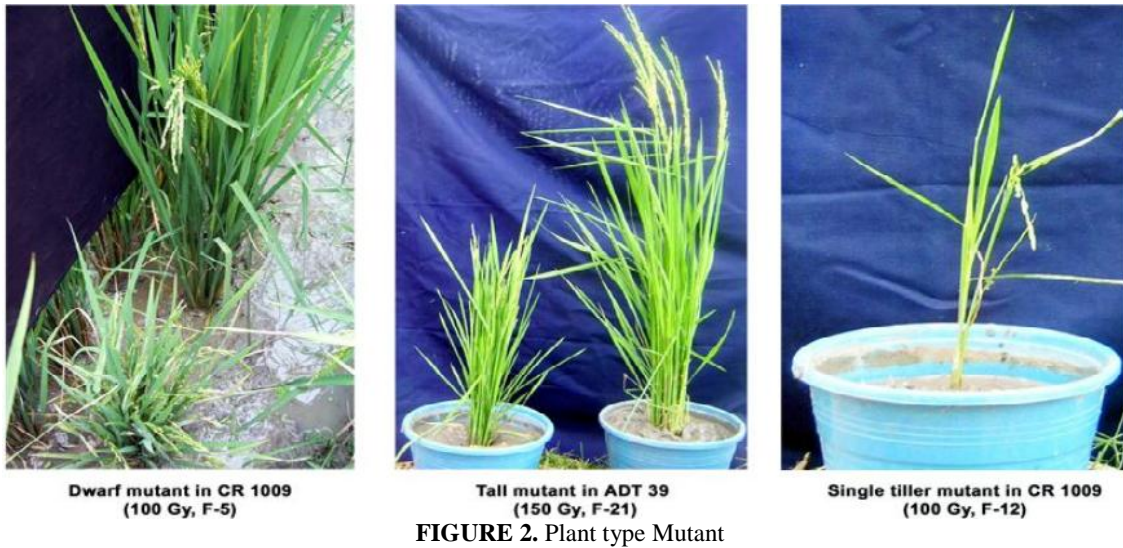 Dwarf mutant in CR 1009
(100 Gy, F-5)
Tall mutant in ADT 39
(150 Gy, F-21)
Single tiller mutant in CR 1009
(100 Gy, F-12)
FIGURE 2. Plant type Mutant